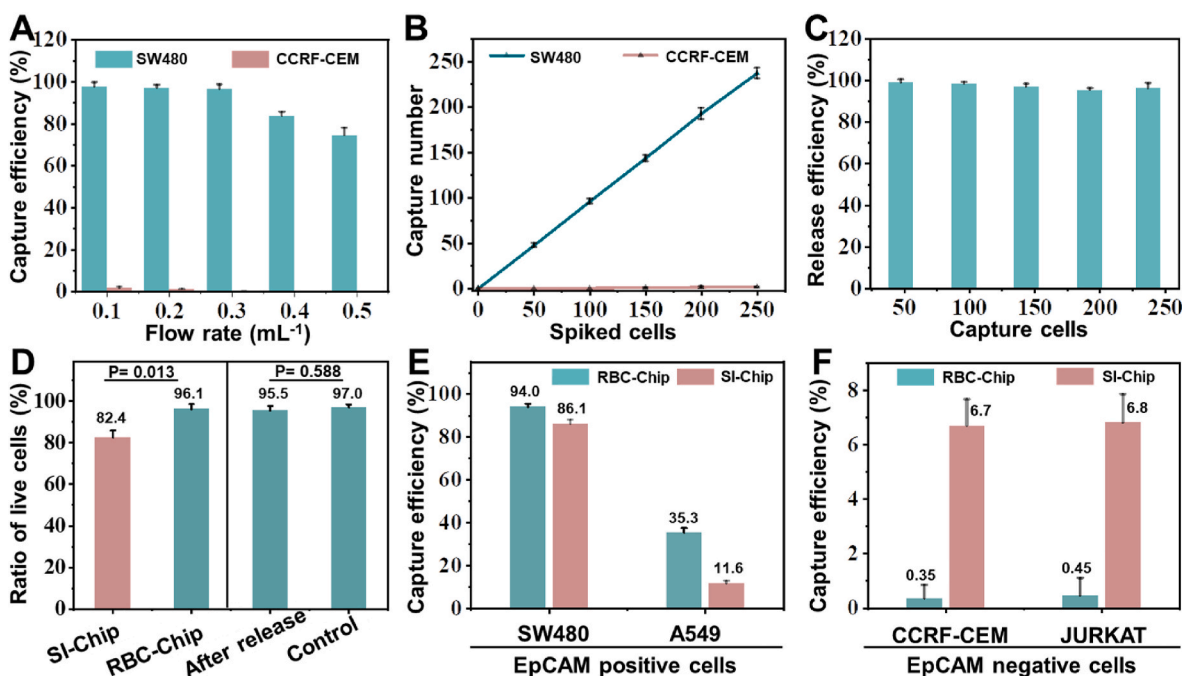 A
Capture efficiency (%)
120
100
80
60
40
20
0
SW480
CCRF-CEM
0.1
0.2
0.3
0.4
0.5
Flow rate (mL⁻¹)
B
Capture number
250
200
150
100
50
0
SW480
CCRF-CEM
0
50
100
150
200
250
Spiked cells
C
Release efficiency (%)
120
100
80
60
40
20
0
50
100
150
200
250
Capture cells
D
Ratio of live cells (%)
120
100
80
60
40
20
0
P= 0.013
P= 0.588
82.4
96.1
95.5
97.0
SI-Chip
RBC-Chip
After release
Control
E
Capture efficiency (%)
120
100
80
60
40
20
0
RBC-Chip
SI-Chip
94.0
86.1
35.3
11.6
SW480
A549
EpCAM positive cells
F
Capture efficiency (%)
8
6
4
2
0
RBC-Chip
SI-Chip
0.35
6.7
0.45
6.8
CCRF-CEM
JURKAT
EpCAM negative cells